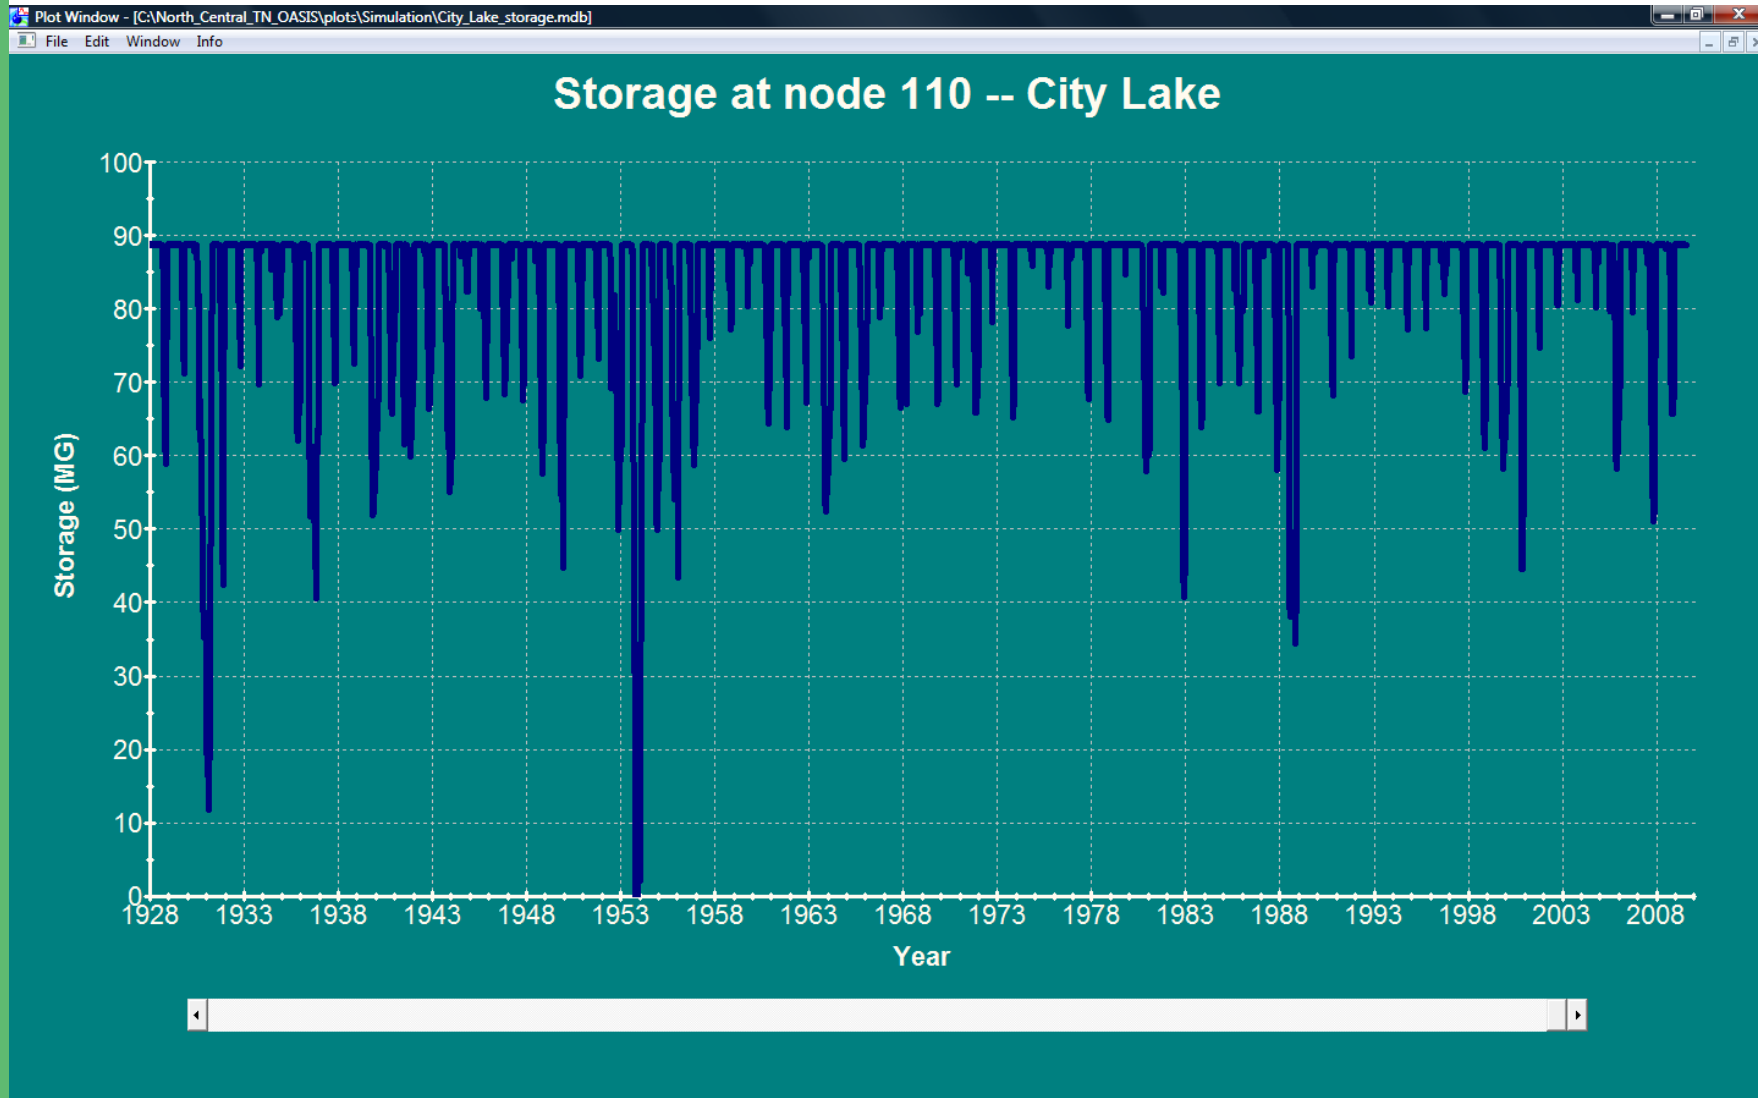 Plot Window - [C:\North_Central_TN_OASIS\plots\Simulation\City_Lake_storage.mdb]
File Edit Window Info
Storage at node 110 -- City Lake
100
90
80
70
60
50
40
30
20
10
0
Storage (MG)
1928 1933 1938 1943 1948 1953 1958 1963 1968 1973 1978 1983 1988 1993 1998 2003 2008
Year